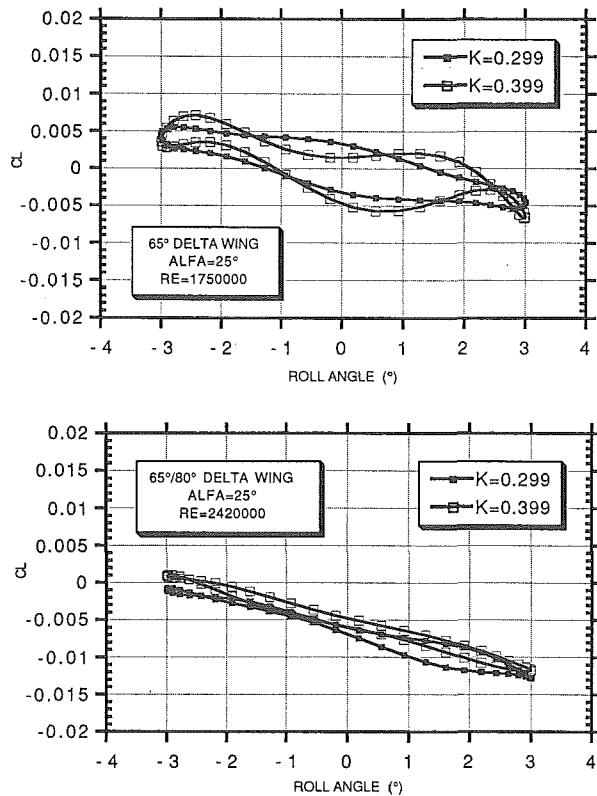 0.02
0.015
0.01
0.005
0
-0.005
-0.01
-0.015
-0.02
CL
K=0.299
K=0.399
65° DELTA WING
ALFA=25°
RE=1750000
- 4 - 3 - 2 - 1 0 1 2 3 4
ROLL ANGLE (°)
0.02
0.015
0.01
0.005
0
-0.005
-0.01
-0.015
-0.02
CL
65°/80° DELTA WING
ALFA=25°
RE=2420000
K=0.299
K=0.399
- 4 - 3 - 2 - 1 0 1 2 3 4
ROLL ANGLE (°)